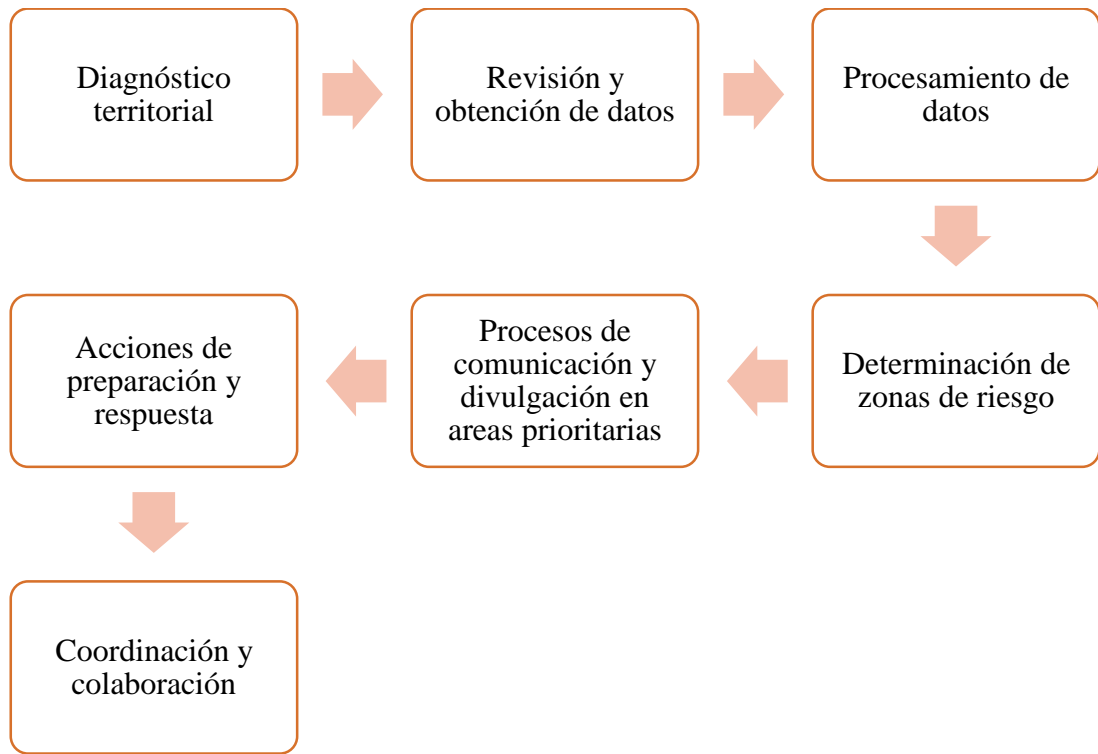 Diagnóstico
territorial
Revisión y
obtención de datos
Procesamiento de
datos
Determinación de
zonas de riesgo
Procesos de
comunicación y
divulgación en
areas prioritarias
Acciones de
preparación y
respuesta
Coordinación y
colaboración